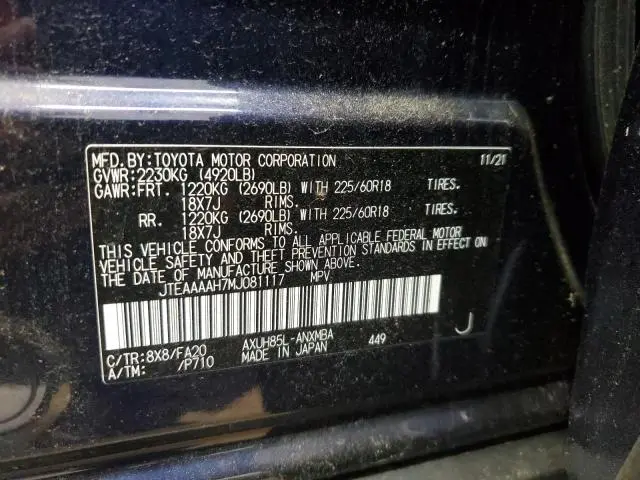 MFD. BY: TOYOTA MOTOR CORPORATION 11/21
GVWR: 2230KG (4920LB)
GAWR: FRT. 1220KG (2690LB) WITH 225/60R18 TIRES.
18X7J RIMS.
RR. 1220KG (2690LB) WITH 225/60R18 TIRES.
18X7J RIMS.
THIS VEHICLE CONFORMS TO ALL APPLICABLE FEDERAL MOTOR
VEHICLE SAFETY AND THEFT PREVENTION STANDARDS IN EFFECT ON
THE DATE OF MANUFACTURE SHOWN ABOVE.
JTEAAAAH7MJ081117 MPV
C/TR: 8X8/FA20 AXUH85L-ANXMBA 449 J
A/TM: /P710 MADE IN JAPAN